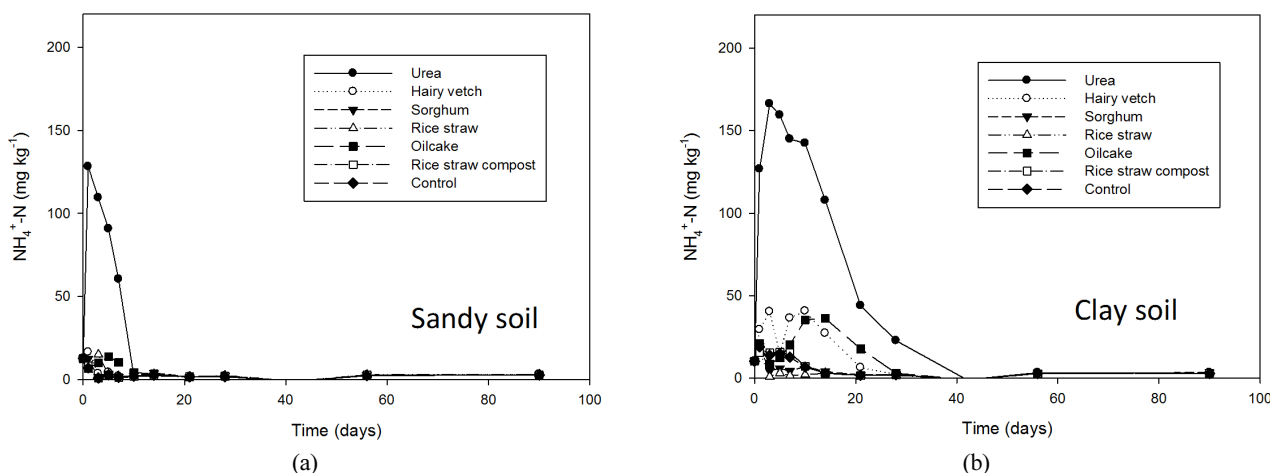 200
150
100
50
0
NH₄⁺-N (mg kg⁻¹)
Urea
Hairy vetch
Sorghum
Rice straw
Oilcake
Rice straw compost
Control
Sandy soil
0 20 40 60 80 100
Time (days)
(a)
200
150
100
50
0
NH₄⁺-N (mg kg⁻¹)
Urea
Hairy vetch
Sorghum
Rice straw
Oilcake
Rice straw compost
Control
Clay soil
0 20 40 60 80 100
Time (days)
(b)